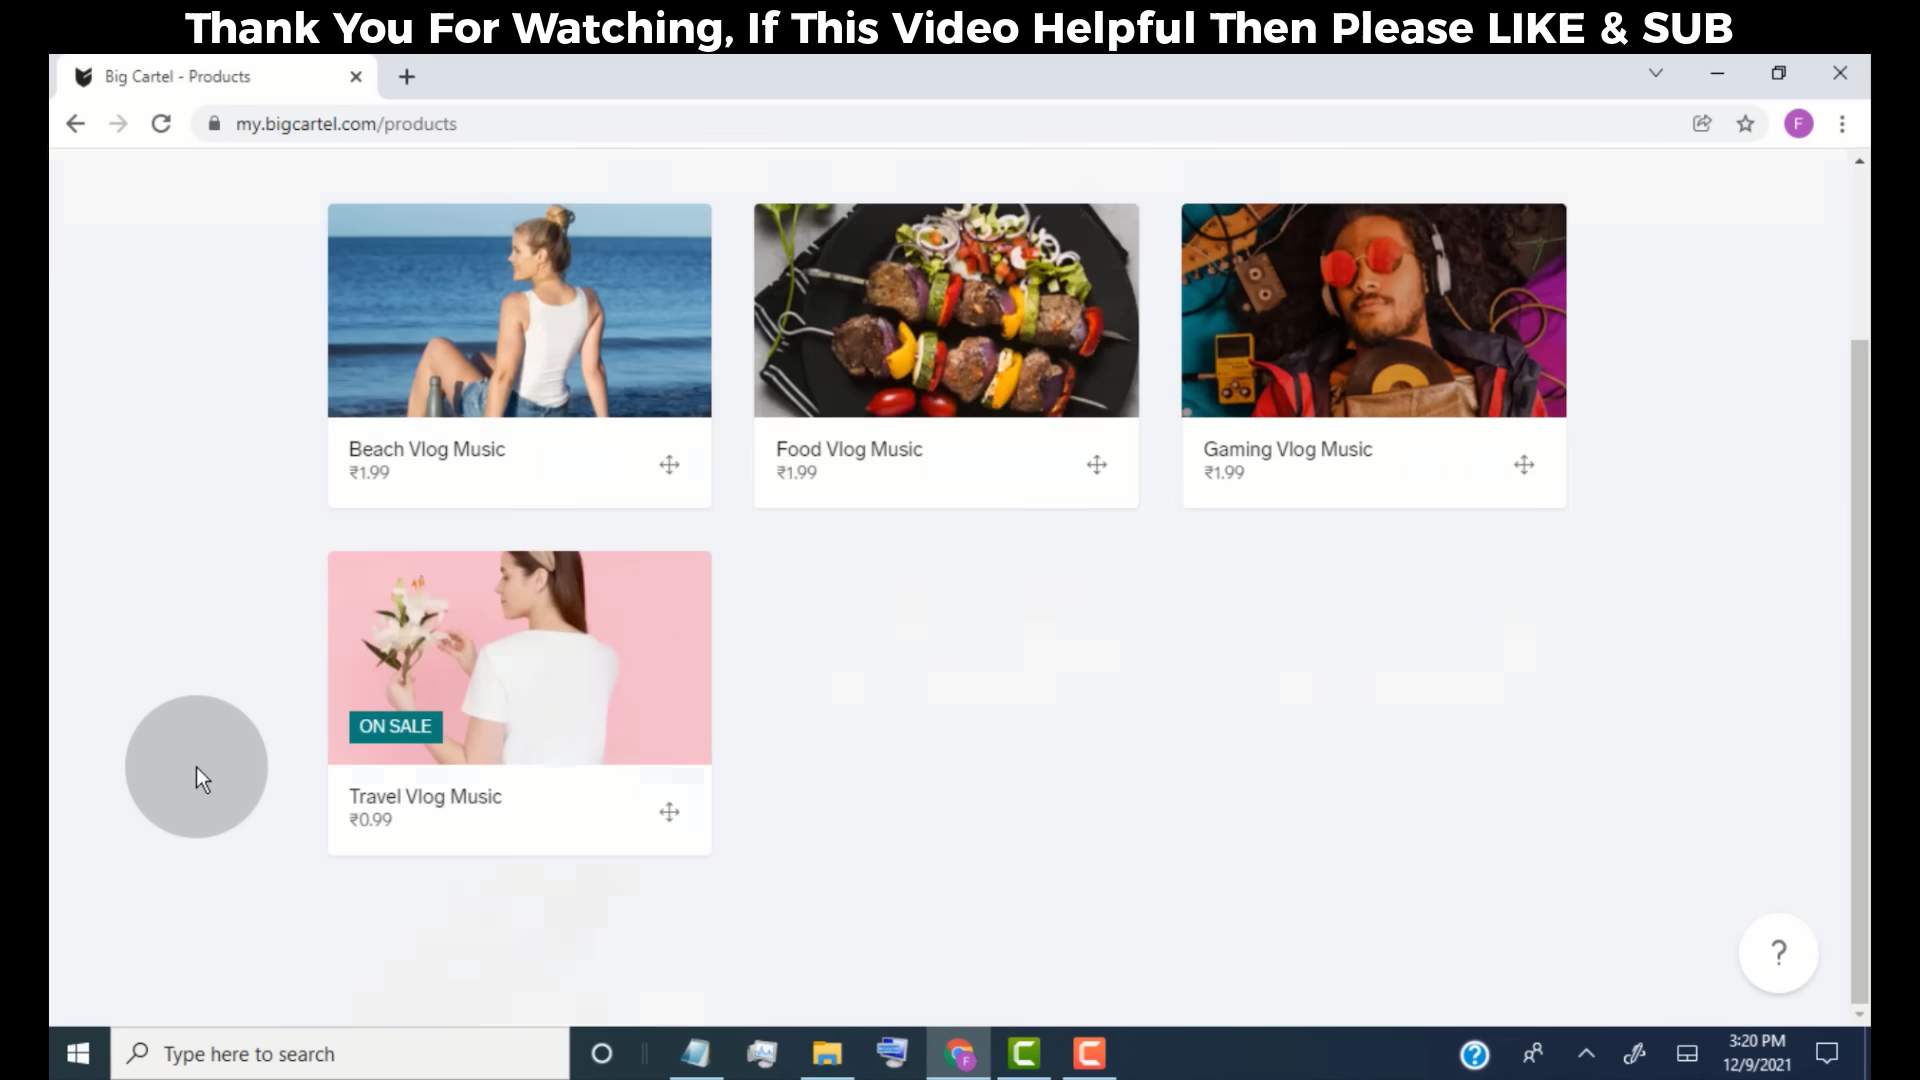 Thank You For Watching, If This Video Helpful Then Please LIKE & SUB
Big Cartel - Products
my.bigcartel.com/products
F
Beach Vlog Music
₹1.99
Food Vlog Music
₹1.99
Gaming Vlog Music
₹1.99
ON SALE
Travel Vlog Music
₹0.99
?
Type here to search
3:20 PM
12/9/2021